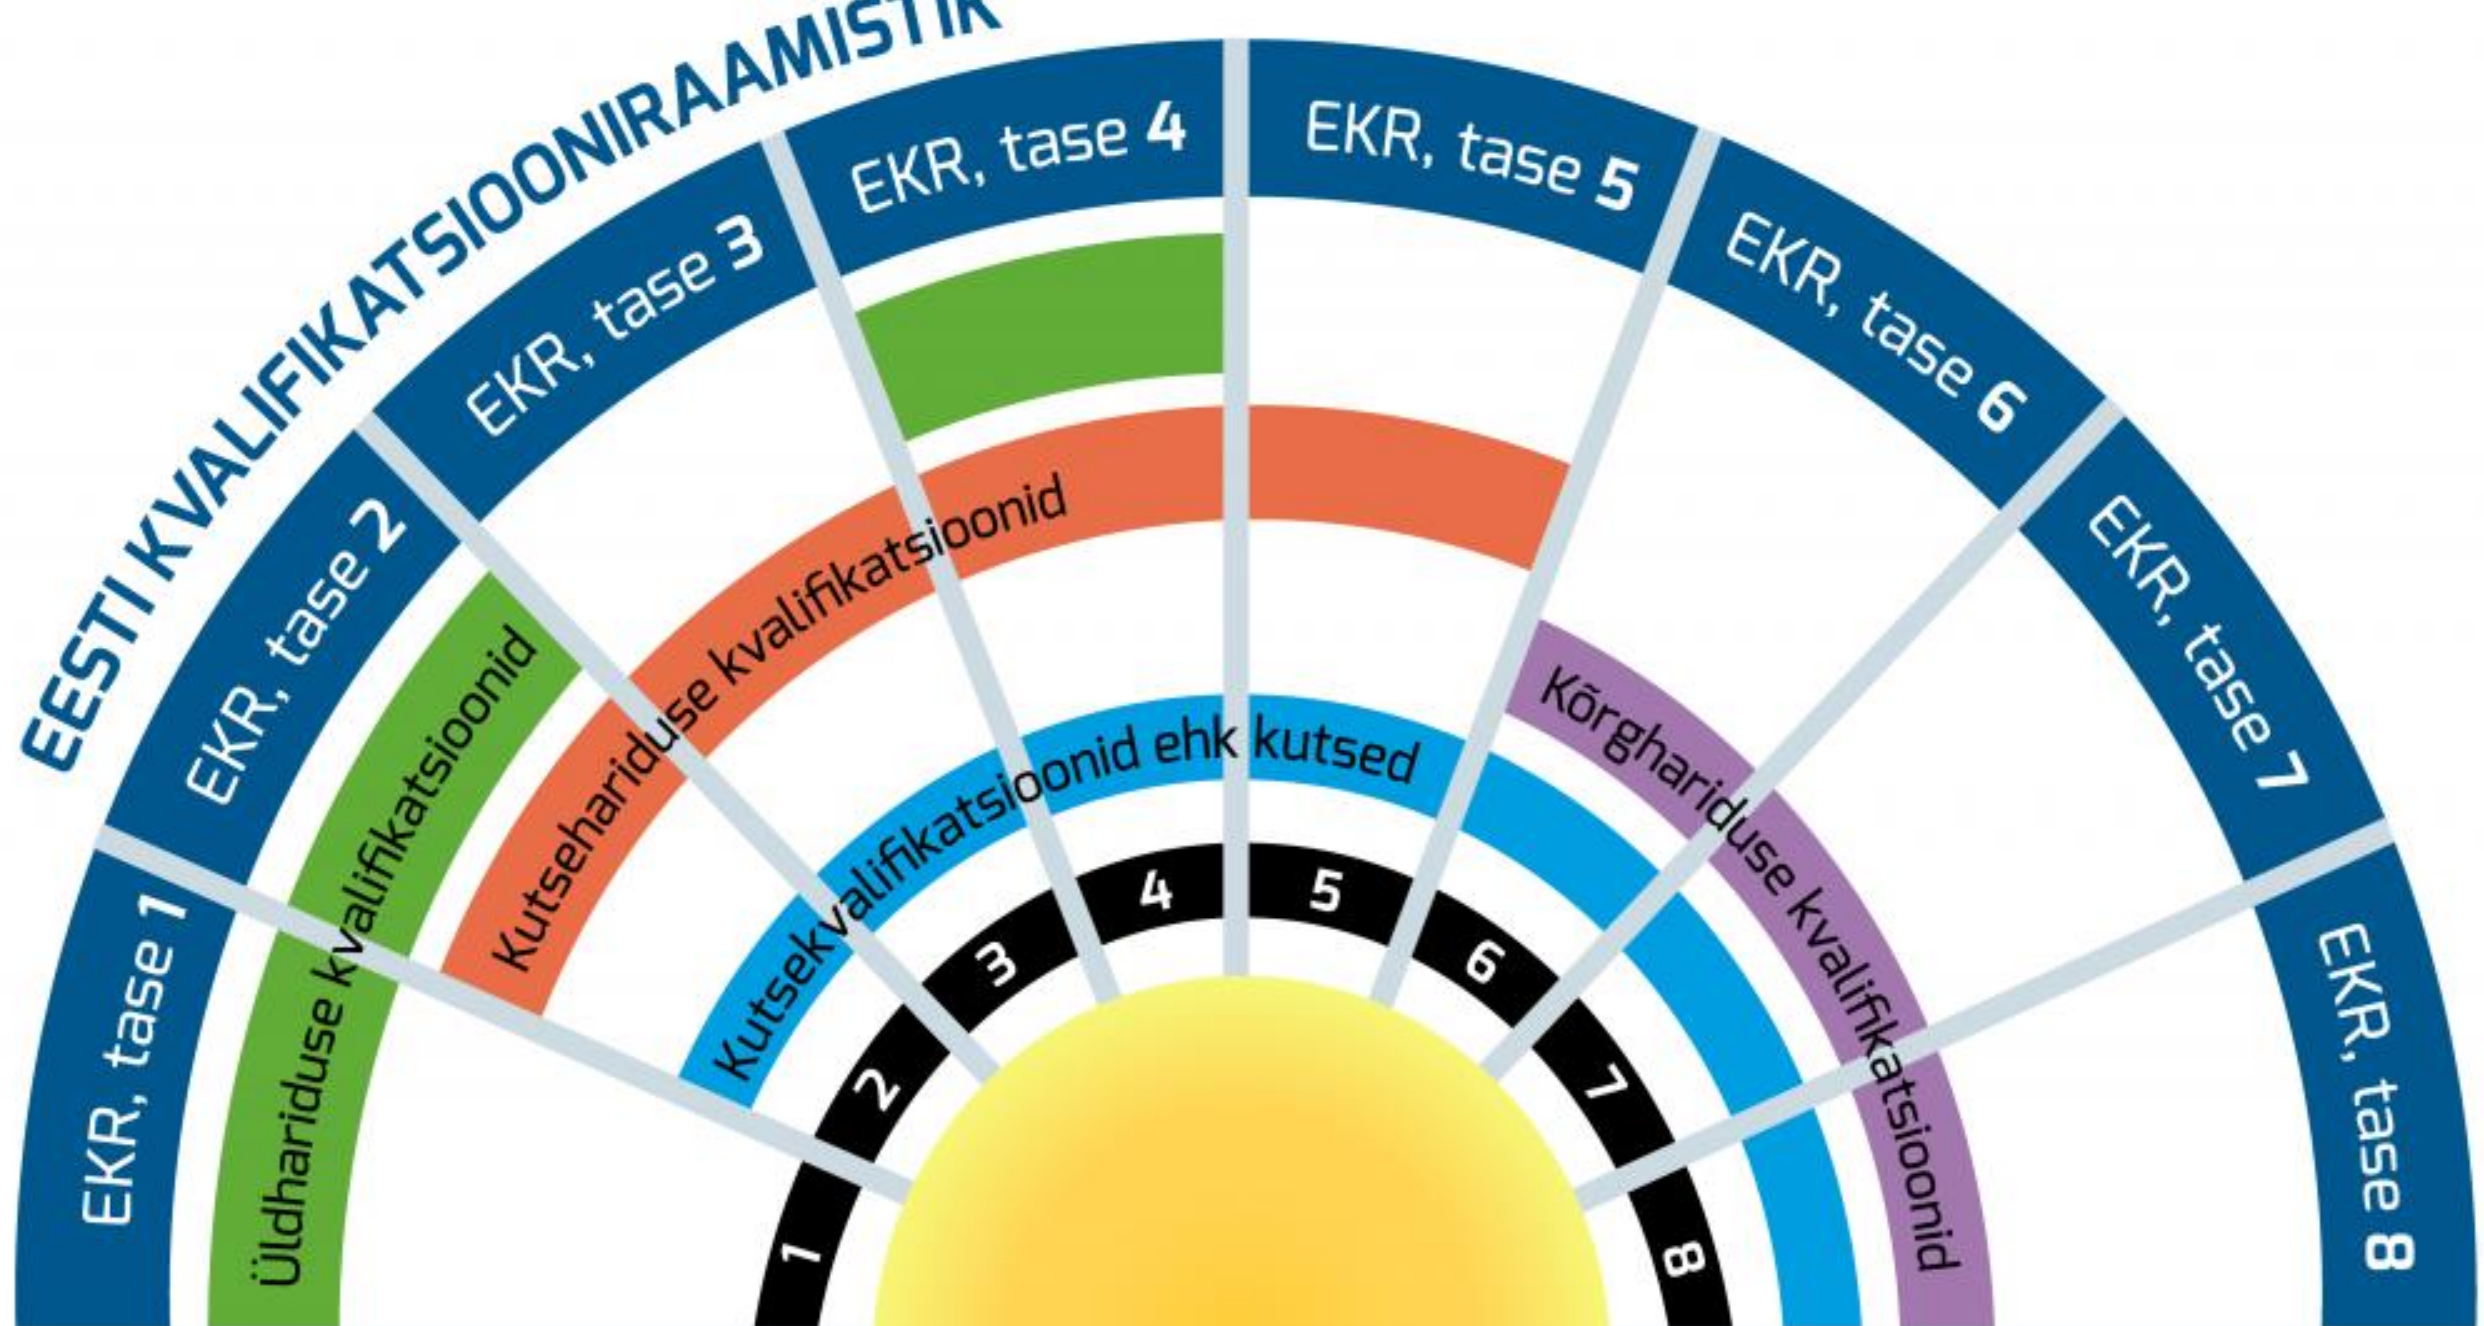 EESTI KVALIFIKATSIOONIRAAMISTIK
EKR, tase 1
EKR, tase 2
EKR, tase 3
EKR, tase 4
EKR, tase 5
EKR, tase 6
EKR, tase 7
EKR, tase 8
Üldhariduse kvalifikatsioonid
Kutsehariduse kvalifikatsioonid
Kutsekvalifikatsioonid ehk kutsed
Kõrghariduse kvalifikatsioonid
1
2
3
4
5
6
7
8